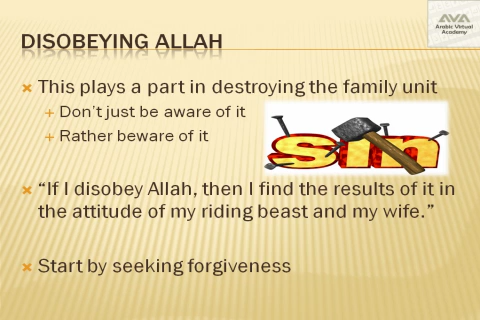 AVA
Arabic Virtual
Academy
DISOBEYING ALLAH
This plays a part in destroying the family unit
Don’t just be aware of it
Rather beware of it
sin
“If I disobey Allah, then I find the results of it in
the attitude of my riding beast and my wife.”
Start by seeking forgiveness